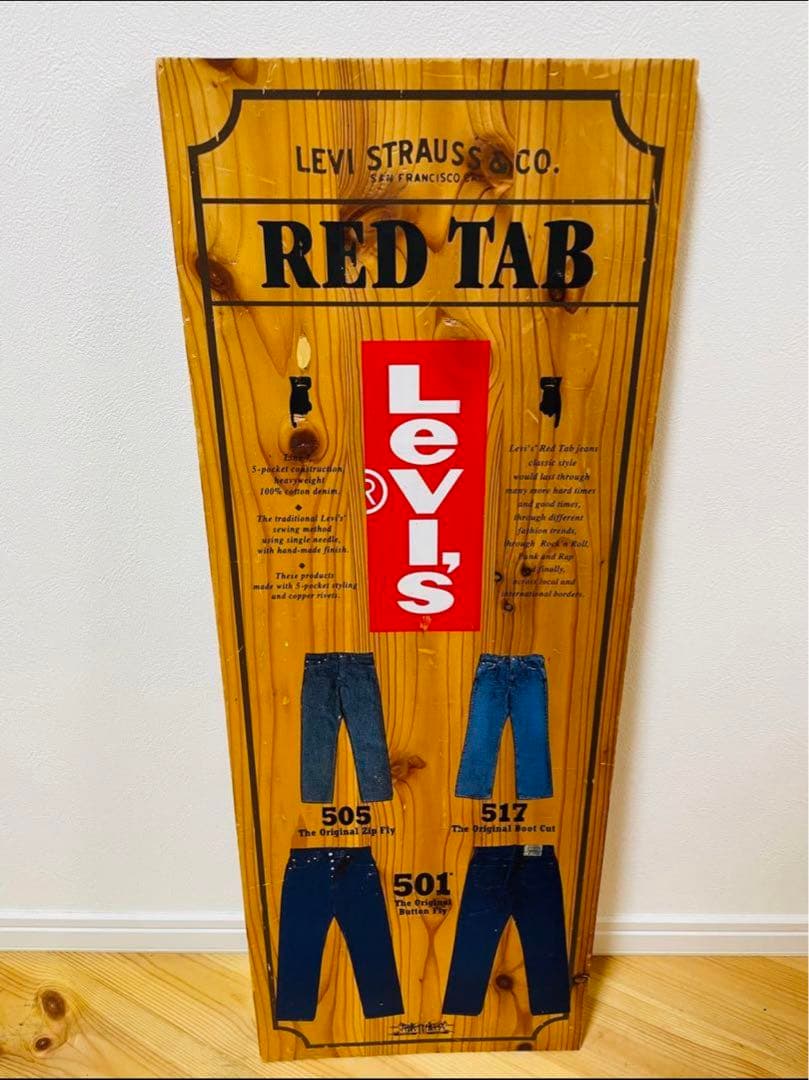 LEVI STRAUSS & CO.
SAN FRANCISCO CAL
RED TAB
Levi's
®
5-pocket construction,
heavyweight
100% cotton denim.
The traditional Levi's®
sewing method
using single needle,
with hand-made finish.
These products
made with 5-pocket styling
and copper rivets.
Levi's® Red Tab jeans
classic style
would last through
many more hard times
and good times,
through different
fashion trends,
through Rock'n Roll,
Punk and Rap
and finally,
across local and
international borders.
505
The Original Zip Fly
517
The Original Boot Cut
501®
The Original
Button Fly